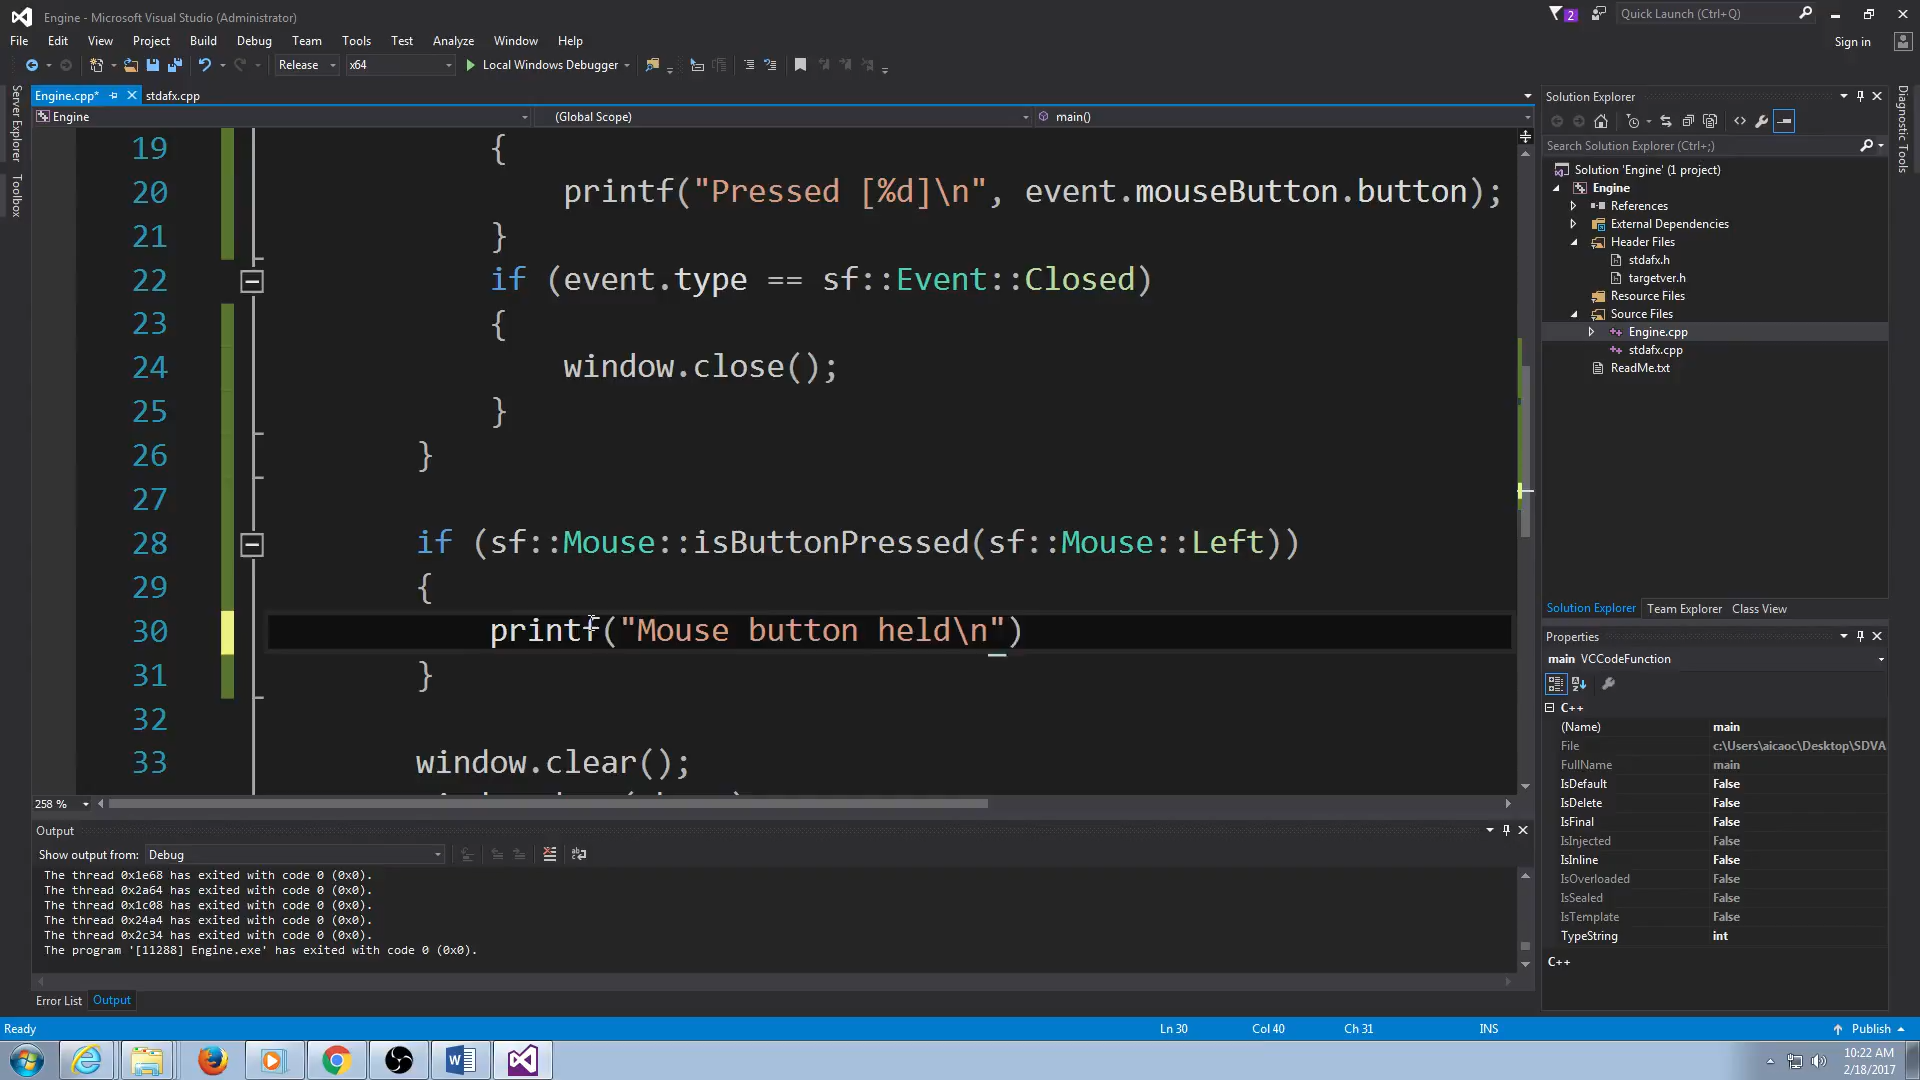 Engine - Microsoft Visual Studio (Administrator)
2
Quick Launch (Ctrl+Q)
File Edit View Project Build Debug Team Tools Test Analyze Window Help
Sign in
Release x64 Local Windows Debugger
Engine.cpp* stdafx.cpp
Engine (Global Scope) main()
Server Explorer
Toolbox
19 {
20 printf("Pressed [%d]\n", event.mouseButton.button);
21 }
22 if (event.type == sf::Event::Closed)
23 {
24 window.close();
25 }
26 }
27
28 if (sf::Mouse::isButtonPressed(sf::Mouse::Left))
29 {
30 printf("Mouse button held\n")
31 }
32
33 window.clear();
258 %
Output
Show output from: Debug
The thread 0x1e68 has exited with code 0 (0x0).
The thread 0x2a64 has exited with code 0 (0x0).
The thread 0x1c08 has exited with code 0 (0x0).
The thread 0x24a4 has exited with code 0 (0x0).
The thread 0x2c34 has exited with code 0 (0x0).
The program '[11288] Engine.exe' has exited with code 0 (0x0).
Error List Output
Solution Explorer
Search Solution Explorer (Ctrl+;)
Solution 'Engine' (1 project)
Engine
References
External Dependencies
Header Files
stdafx.h
targetver.h
Resource Files
Source Files
Engine.cpp
stdafx.cpp
ReadMe.txt
Solution Explorer Team Explorer Class View
Properties
main VCCodeFunction
C++
(Name) main
File c:\Users\aicaoc\Desktop\SDVA
FullName main
IsDefault False
IsDelete False
IsFinal False
IsInjected False
IsInline False
IsOverloaded False
IsSealed False
IsTemplate False
TypeString int
C++
Diagnostic Tools
Ready Ln 30 Col 40 Ch 31 INS Publish
10:22 AM
2/18/2017